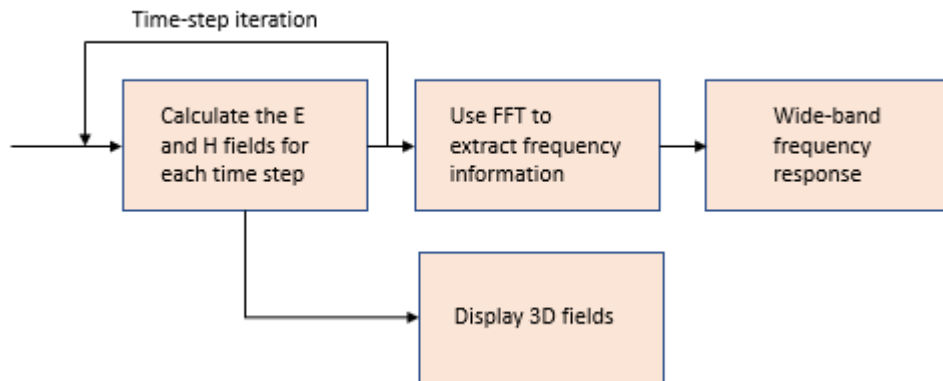 Time-step iteration
Calculate the E
and H fields for
each time step
Use FFT to
extract frequency
information
Wide-band
frequency
response
Display 3D fields